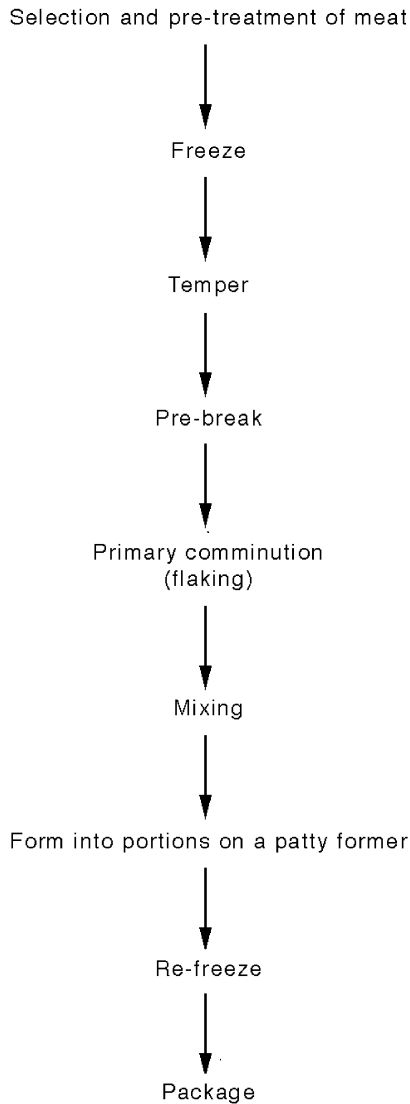 Selection and pre-treatment of meat
Freeze
Temper
Pre-break
Primary comminution
(flaking)
Mixing
Form into portions on a patty former
Re-freeze
Package